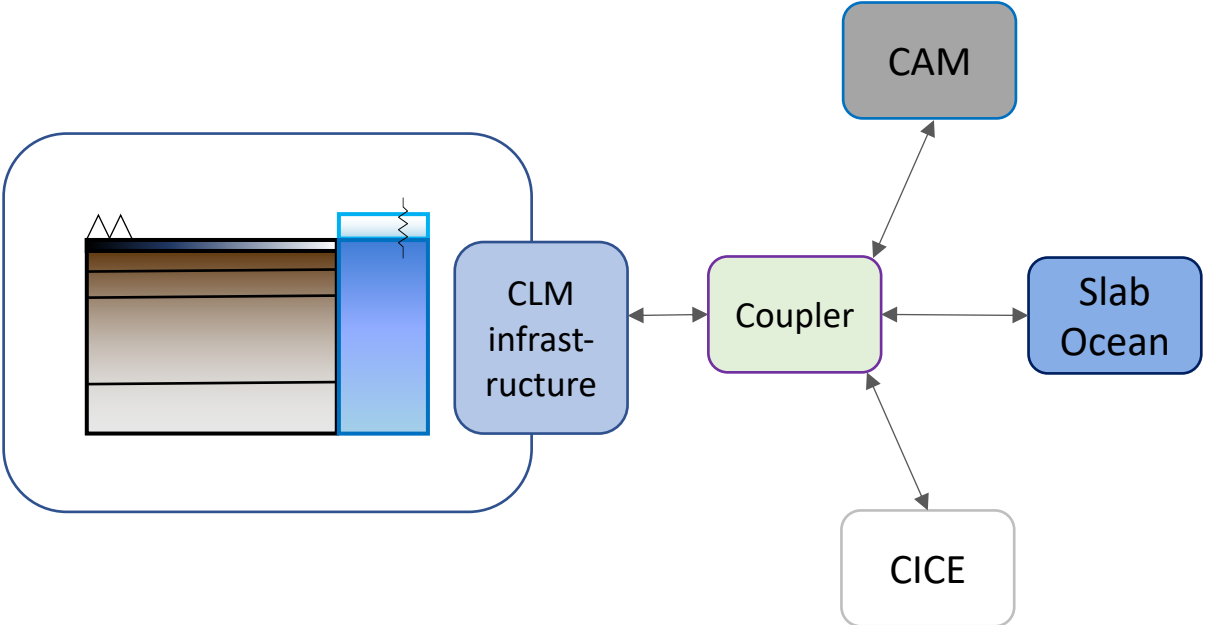 CAM
CLM
infrast-
ructure
Coupler
Slab
Ocean
CICE